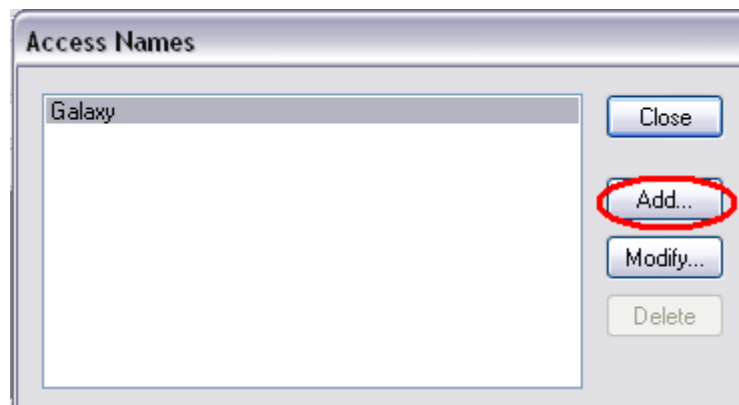 Access Names
Galaxy
Close
Add...
Modify...
Delete